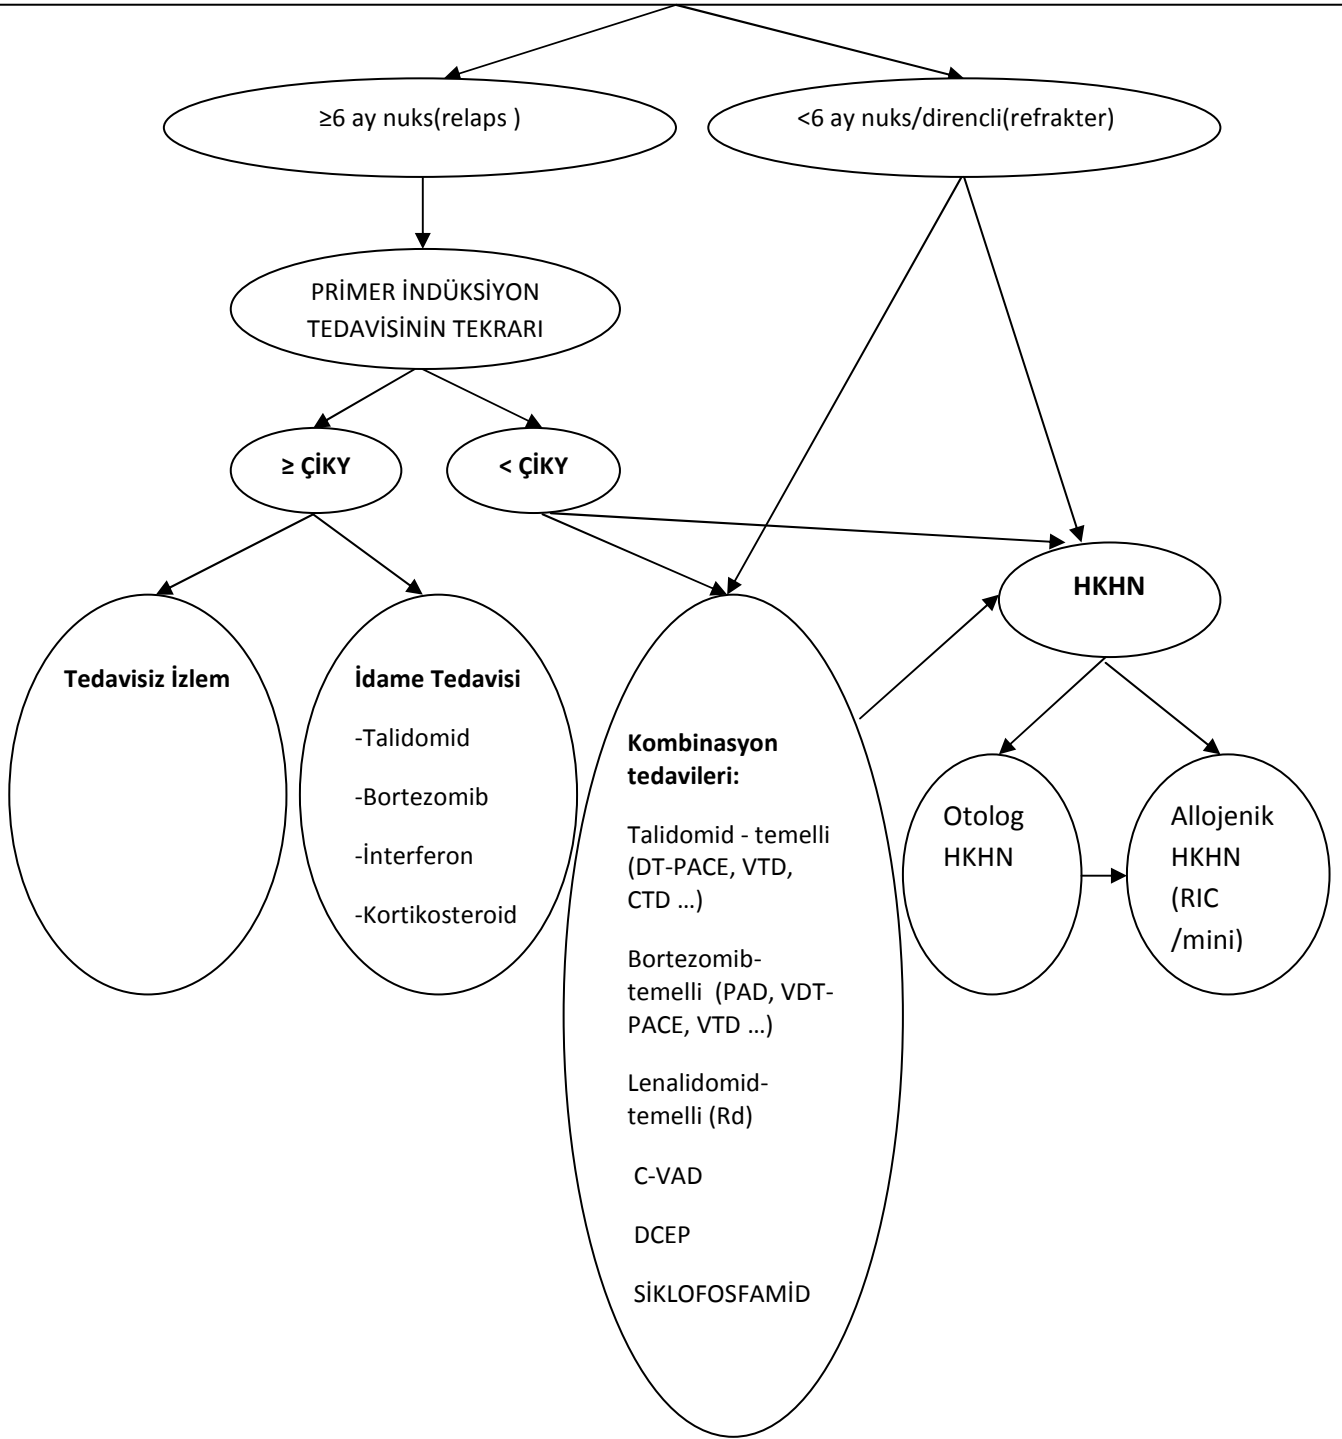 ≥6 ay nuks(relaps )
<6 ay nuks/direncli(refrakter)
PRİMER İNDÜKSİYON
TEDAVİSİNİN TEKRARI
≥ ÇİKY
< ÇİKY
HKHN
Tedavisiz İzlem
İdame Tedavisi
-Talidomid
-Bortezomib
-İnterferon
-Kortikosteroid
Kombinasyon
tedavileri:
Talidomid - temelli
(DT-PACE, VTD,
CTD ...)
Bortezomib-
temelli (PAD, VDT-
PACE, VTD ...)
Lenalidomid-
temelli (Rd)
C-VAD
DCEP
SİKLOFOSFAMİD
Otolog
HKHN
Allojenik
HKHN
(RIC
/mini)